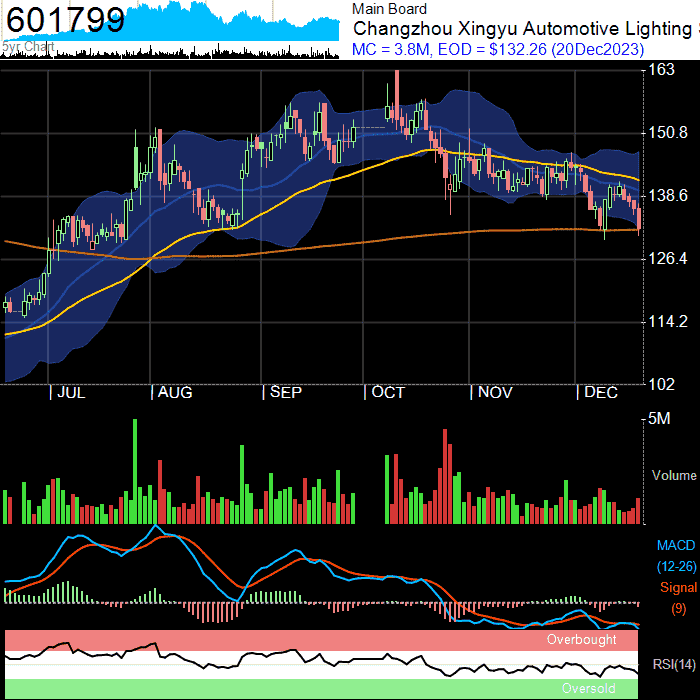 601799
5yr Chart
Main Board
Changzhou Xingyu Automotive Lighting
MC = 3.8M, EOD = $132.26 (20Dec2023)
163
150.8
138.6
126.4
114.2
102
JUL
AUG
SEP
OCT
NOV
DEC
5M
Volume
MACD
(12-26)
Signal
(9)
Overbought
RSI(14)
Oversold